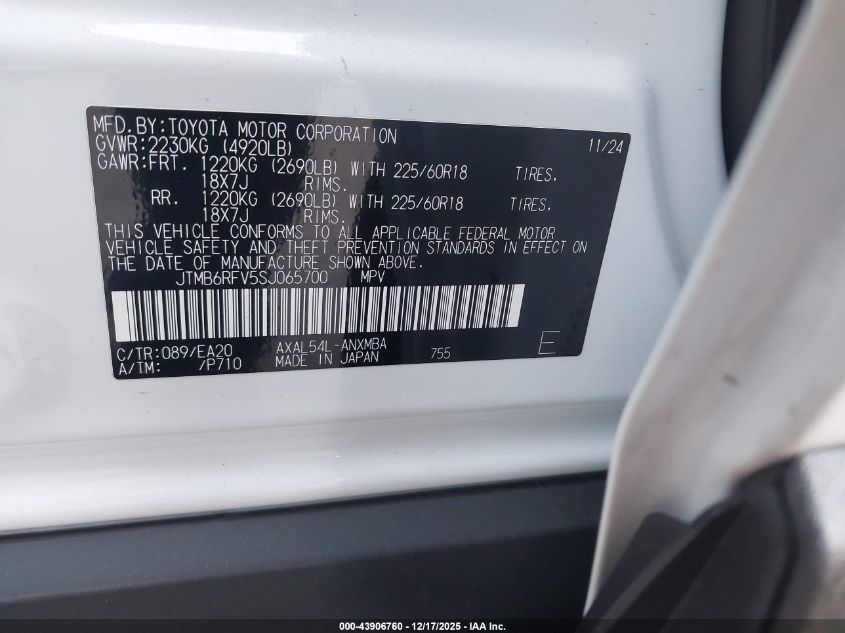 MFD.BY:TOYOTA MOTOR CORPORATION 11/24
GVWR:2230KG (4920LB)
GAWR:FRT. 1220KG (2690LB) WITH 225/60R18 TIRES.
18X7J RIMS.
RR. 1220KG (2690LB) WITH 225/60R18 TIRES.
18X7J RIMS.
THIS VEHICLE CONFORMS TO ALL APPLICABLE FEDERAL MOTOR
VEHICLE SAFETY AND THEFT PREVENTION STANDARDS IN EFFECT ON
THE DATE OF MANUFACTURE SHOWN ABOVE.
JTMB6RFV5SJ065700 MPV
C/TR:089/EA20 AXAL54L-ANXMBA
A/TM: /P710 MADE IN JAPAN 755 E
000-43906760 - 12/17/2025 - IAA Inc.